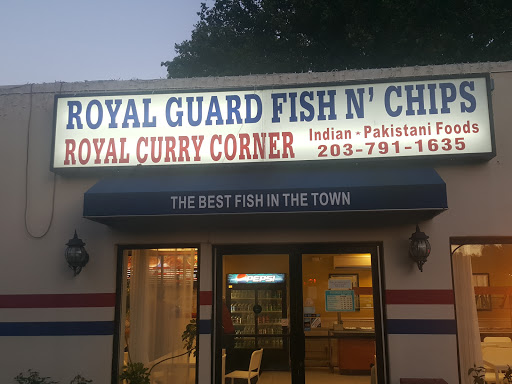 ROYAL GUARD FISH N' CHIPS
ROYAL CURRY CORNER
Indian • Pakistani Foods
203-791-1635
THE BEST FISH IN THE TOWN
PEPSI